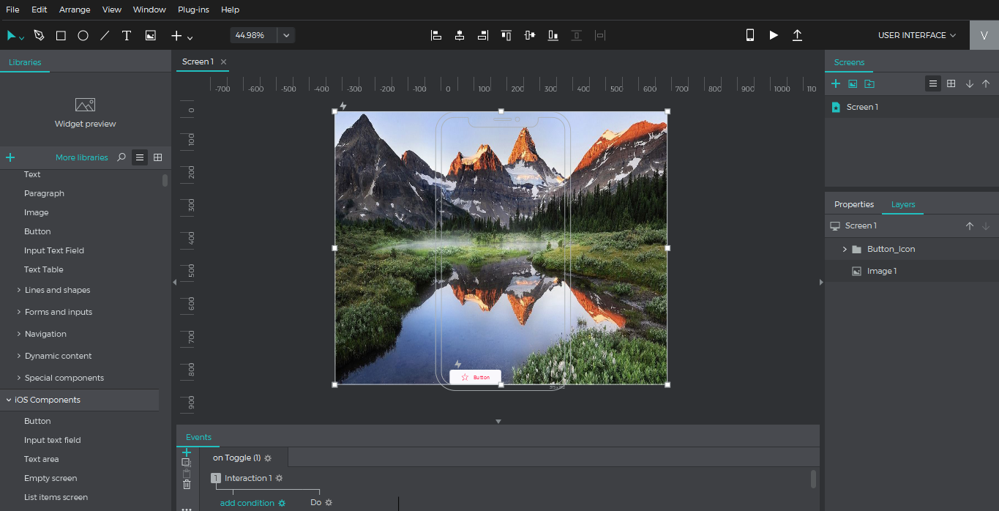 File Edit Arrange View Window Plug-ins Help
44.98%
USER INTERFACE
V
Libraries
Widget preview
More libraries
Text
Paragraph
Image
Button
Input Text Field
Text Table
Lines and shapes
Forms and inputs
Navigation
Dynamic content
Special components
iOS Components
Button
Input text field
Text area
Empty screen
List items screen
Screen 1
-700 -600 -500 -400 -300 -200 -100 0 100 200 300 400 500 600 700 800 900 1000 110
0
100
200
300
400
500
600
700
800
900
Button
Events
on Toggle (1)
1 Interaction 1
add condition Do
Screens
Screen 1
Properties Layers
Screen 1
Button_Icon
Image 1